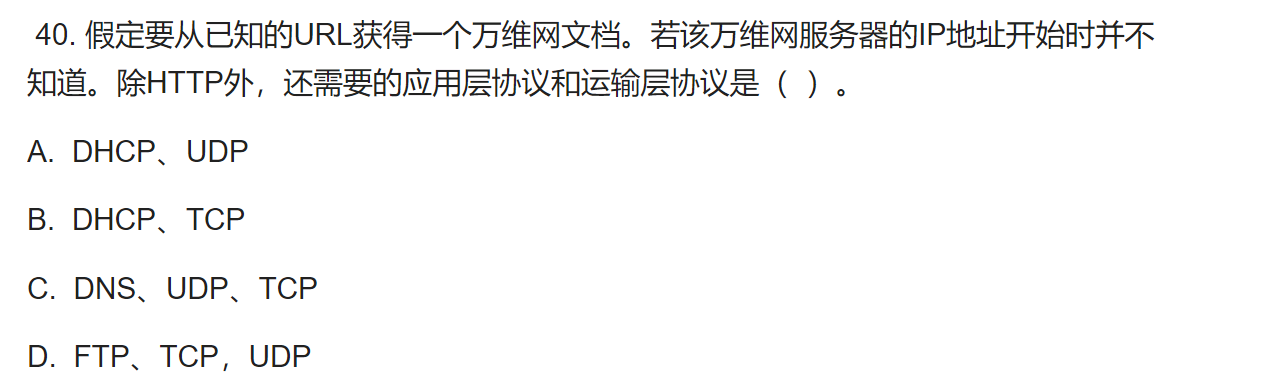 40. 假定要从已知的URL获得一个万维网文档。若该万维网服务器的IP地址开始时并不
知道。除HTTP外，还需要的应用层协议和运输层协议是（ ）。
A. DHCP、UDP
B. DHCP、TCP
C. DNS、UDP、TCP
D. FTP、TCP，UDP